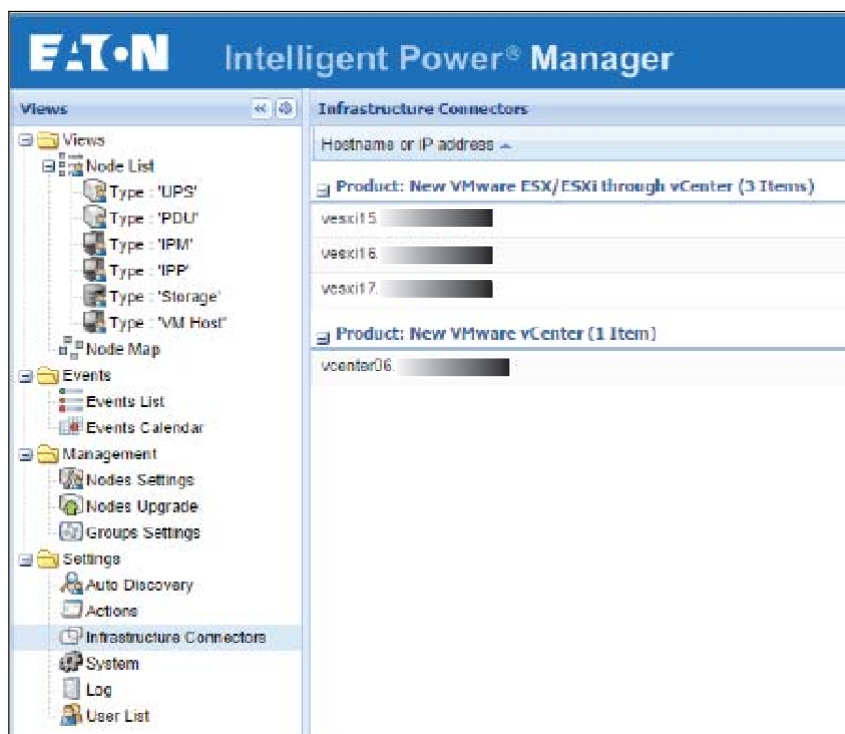 EATON Intelligent Power® Manager
Views
Views
Node List
Type : 'UPS'
Type : 'PDU'
Type : 'IPM'
Type : 'IPP'
Type : 'Storage'
Type : 'VM Host'
Node Map
Events
Events List
Events Calendar
Management
Nodes Settings
Nodes Upgrade
Groups Settings
Settings
Auto Discovery
Actions
Infrastructure Connectors
System
Log
User List
Infrastructure Connectors
Hostname or IP address
Product: New VMware ESX/ESXi through vCenter (3 Items)
vesxi15.
vesxi16.
vesxi17.
Product: New VMware vCenter (1 Item)
vcenter06.